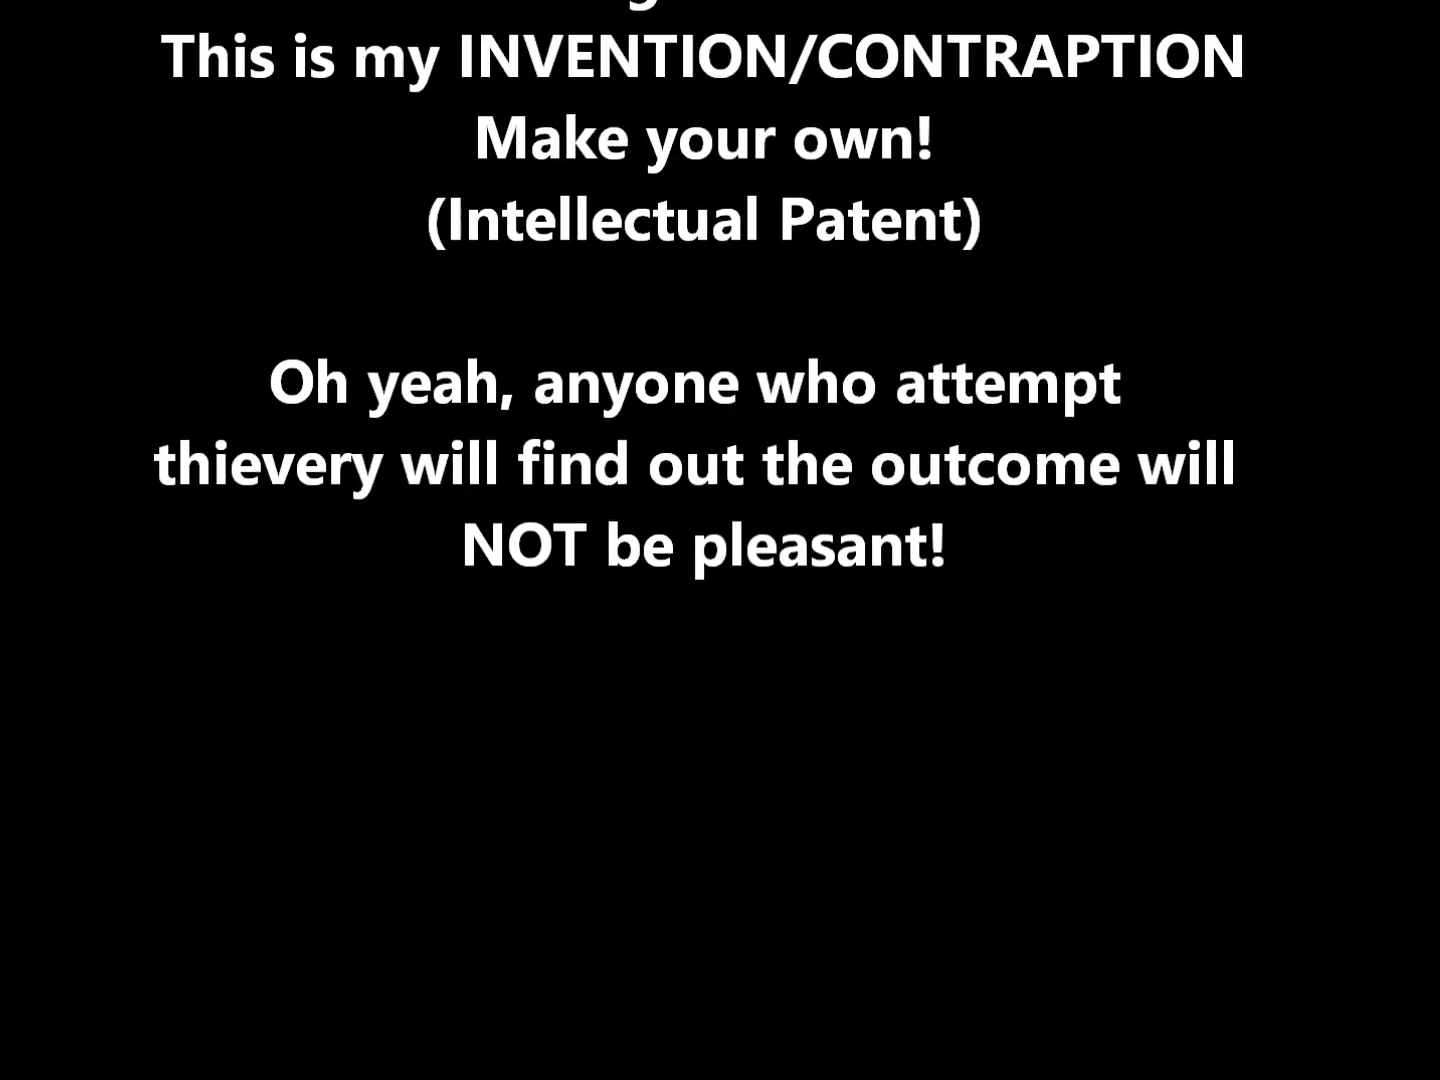 This is my INVENTION/CONTRAPTION
Make your own!
(Intellectual Patent)
Oh yeah, anyone who attempt
thievery will find out the outcome will
NOT be pleasant!